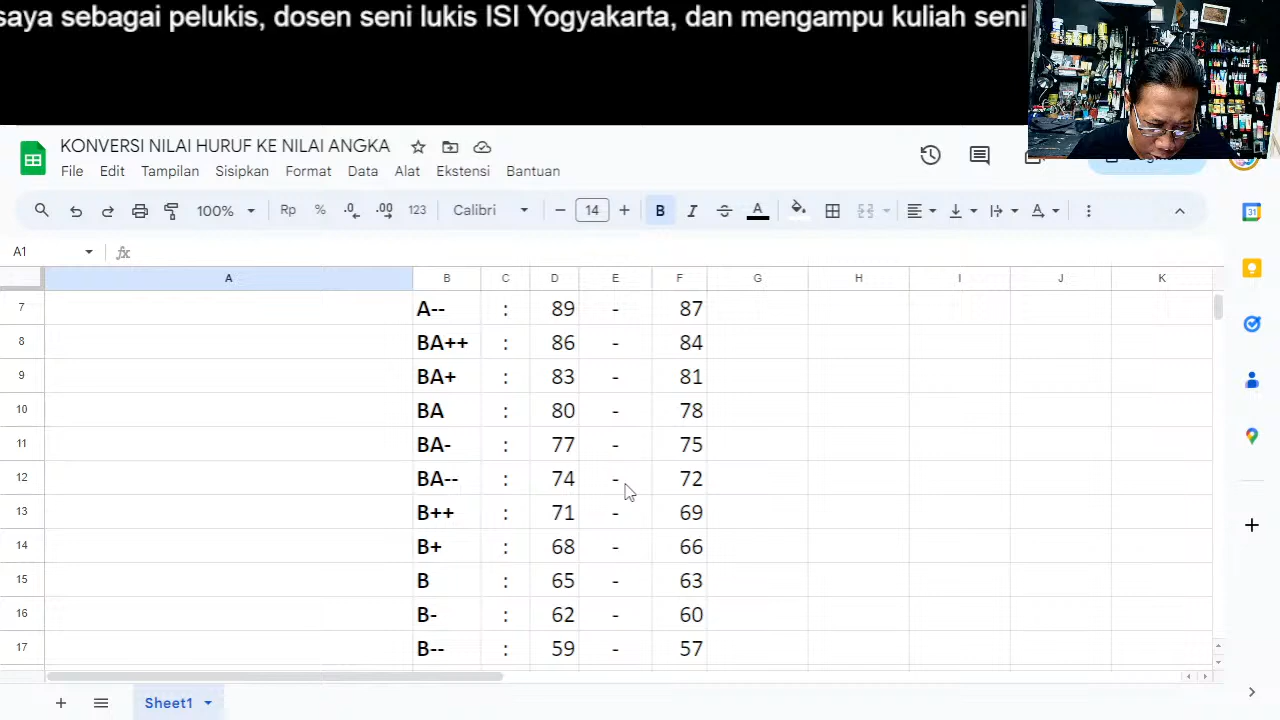 saya sebagai pelukis, dosen seni lukis ISI Yogyakarta, dan mengampu kuliah seni
KONVERSI NILAI HURUF KE NILAI ANGKA
File Edit Tampilan Sisipkan Format Data Alat Ekstensi Bantuan
100% Rp % .0 .00 123 Calibri - 14 + B I S A
A1 fx
A B C D E F G H I J K
7 A-- : 89 - 87
8 BA++ : 86 - 84
9 BA+ : 83 - 81
10 BA : 80 - 78
11 BA- : 77 - 75
12 BA-- : 74 - 72
13 B++ : 71 - 69
14 B+ : 68 - 66
15 B : 65 - 63
16 B- : 62 - 60
17 B-- : 59 - 57
+ Sheet1
31